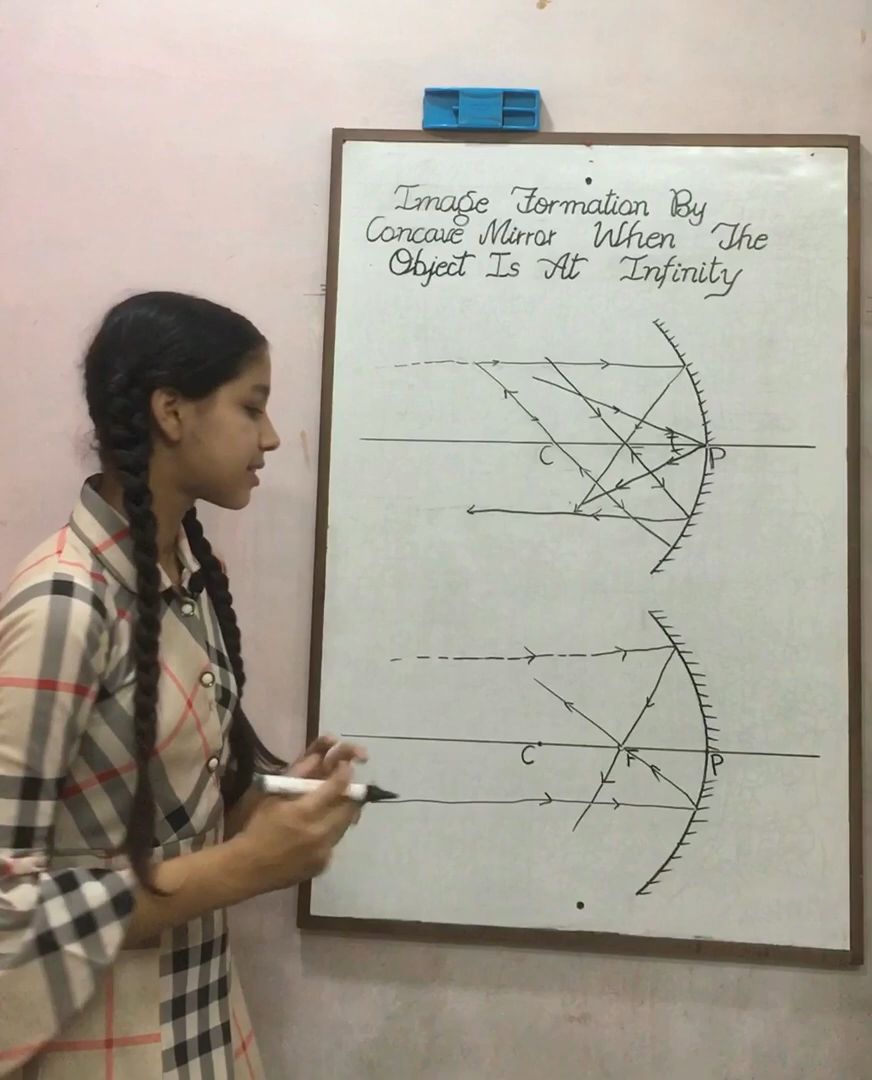 Image Formation By
Concave Mirror When The
Object Is At Infinity
C F P
C F P